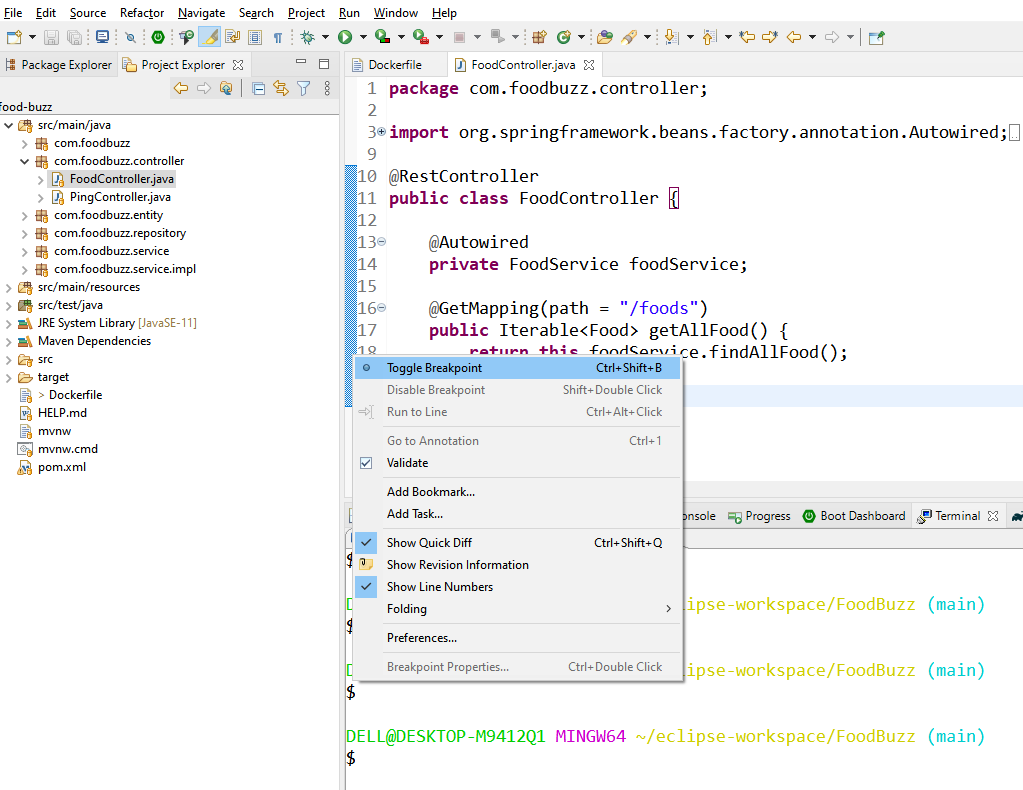 File Edit Source Refactor Navigate Search Project Run Window Help
Package Explorer Project Explorer
food-buzz
src/main/java
com.foodbuzz
com.foodbuzz.controller
FoodController.java
PingController.java
com.foodbuzz.entity
com.foodbuzz.repository
com.foodbuzz.service
com.foodbuzz.service.impl
src/main/resources
src/test/java
JRE System Library [JavaSE-11]
Maven Dependencies
src
target
> Dockerfile
HELP.md
mvnw
mvnw.cmd
pom.xml
Dockerfile FoodController.java
1 package com.foodbuzz.controller;
2
3 import org.springframework.beans.factory.annotation.Autowired;
9
10 @RestController
11 public class FoodController {
12
13 @Autowired
14 private FoodService foodService;
15
16 @GetMapping(path = "/foods")
17 public Iterable<Food> getAllFood() {
18 return this.foodService.findAllFood();
Toggle Breakpoint Ctrl+Shift+B
Disable Breakpoint Shift+Double Click
Run to Line Ctrl+Alt+Click
Go to Annotation Ctrl+1
Validate
Add Bookmark...
Add Task...
Show Quick Diff Ctrl+Shift+Q
Show Revision Information
Show Line Numbers
Folding
Preferences...
Breakpoint Properties... Ctrl+Double Click
onsole Progress Boot Dashboard Terminal
$
D lipse-workspace/FoodBuzz (main)
$
D lipse-workspace/FoodBuzz (main)
$
DELL@DESKTOP-M9412Q1 MINGW64 ~/eclipse-workspace/FoodBuzz (main)
$